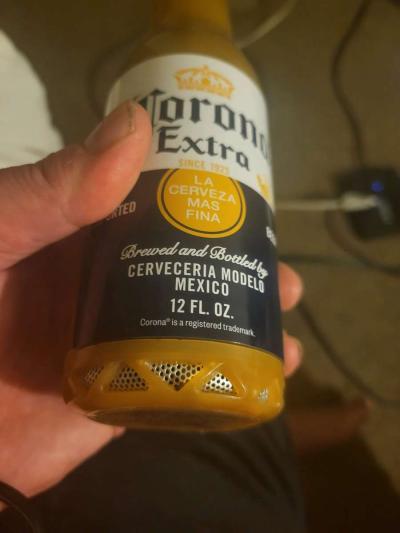 Corona
Extra
SINCE 1925
LA
CERVEZA
MAS
FINA
Brewed and Bottled by
CERVECERIA MODELO
MEXICO
12 FL. OZ.
Corona® is a registered trademark.